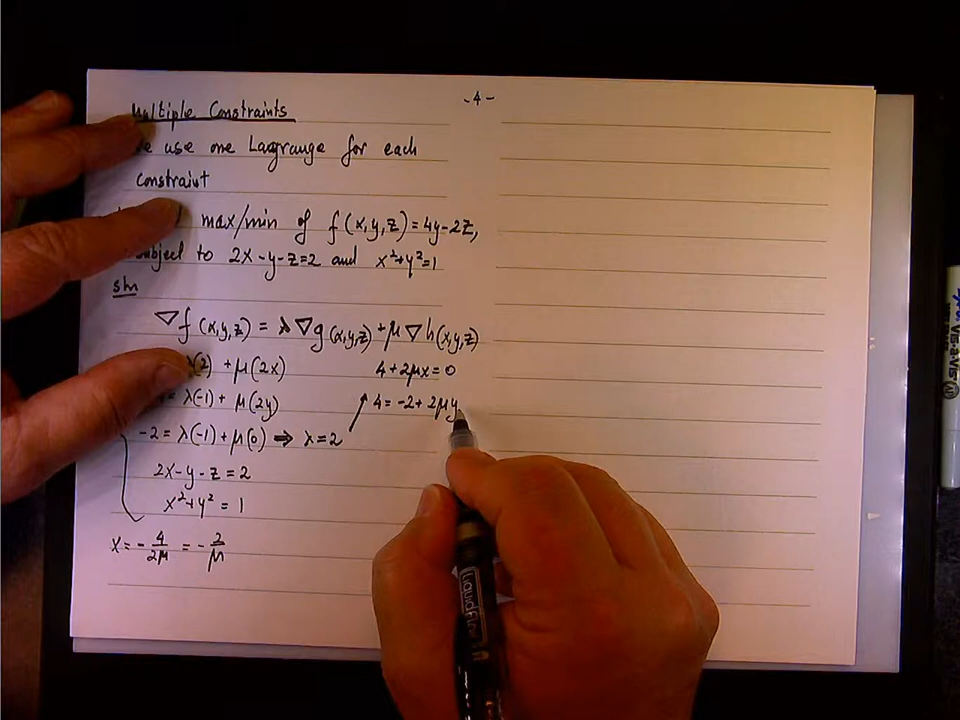 - 4 -
Multiple Constraints
use one Lagrange for each
constraint
max/min of f(x,y,z)=4y-2z,
subject to 2x-y-z=2 and x²+y²=1
sln
∇f(x,y,z) = λ∇g(x,y,z)+μ∇h(x,y,z)
(2) + μ(2x)
4+2μx=0
= λ(-1) + μ(2y)
4=-2+2μy
-2 = λ(-1)+μ(0) ⇒ λ=2
2x-y-z=2
x²+y²=1
x=-4/2μ = -2/μ